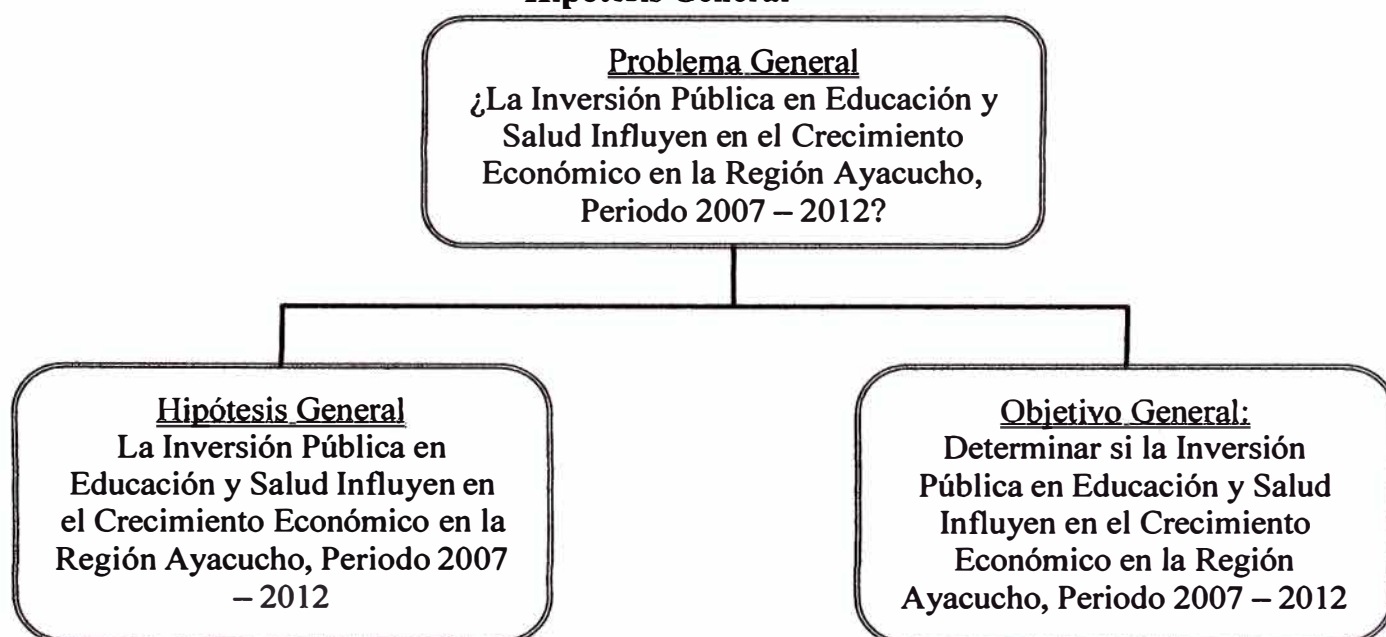 Hipótesis General
Problema General
¿La Inversión Pública en Educación y
Salud Influyen en el Crecimiento
Económico en la Región Ayacucho,
Periodo 2007 – 2012?
Hipótesis General
La Inversión Pública en
Educación y Salud Influyen en
el Crecimiento Económico en la
Región Ayacucho, Periodo 2007
– 2012
Objetivo General:
Determinar si la Inversión
Pública en Educación y Salud
Influyen en el Crecimiento
Económico en la Región
Ayacucho, Periodo 2007 – 2012